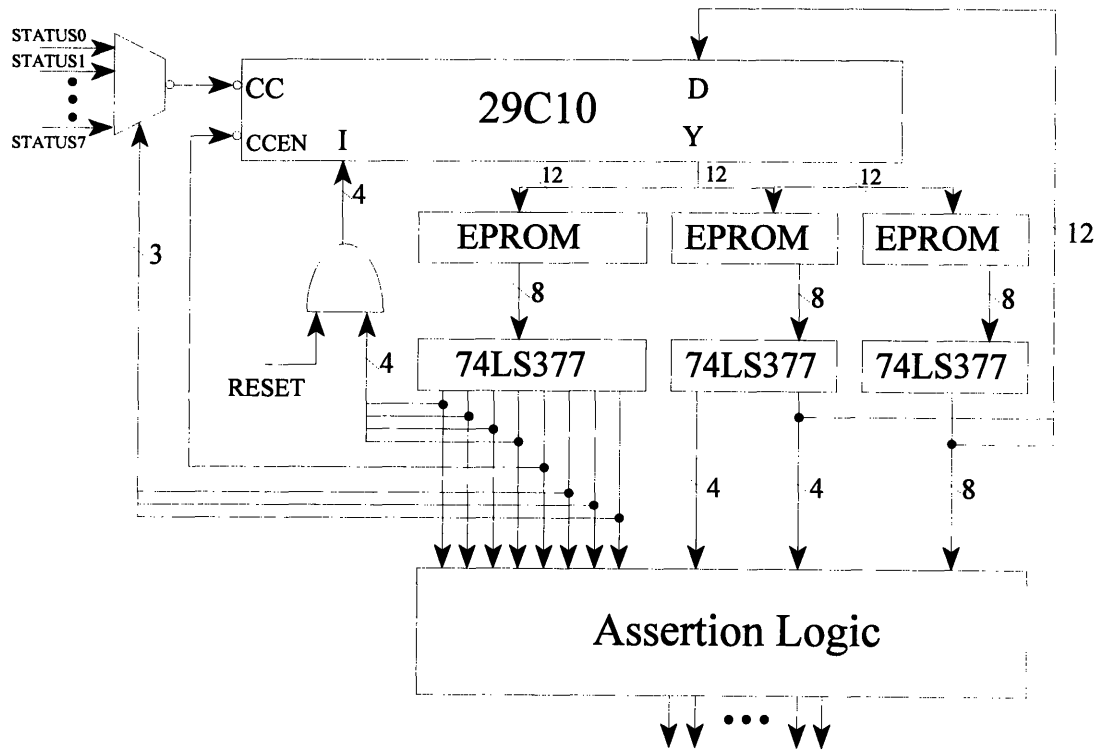 STATUS0
STATUS1
STATUS7
CC
CCEN
I
29C10
D
Y
12
12
12
4
3
EPROM
EPROM
EPROM
12
8
8
8
4
RESET
74LS377
74LS377
74LS377
4
4
8
Assertion Logic